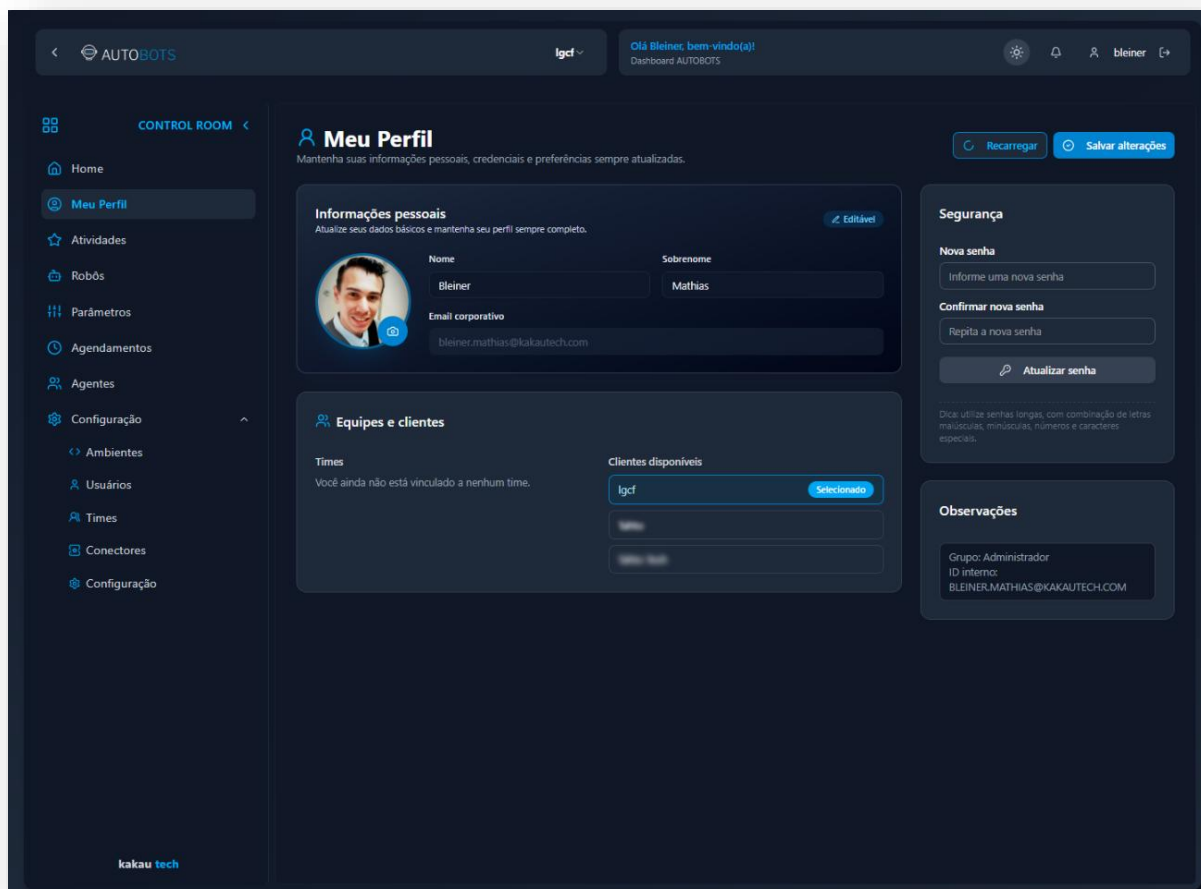 AUTOBOTS
lgcf
Olá Bleiner, bem-vindo(a)!
Dashboard AUTOBOTS
bleiner
CONTROL ROOM
Home
Meu Perfil
Atividades
Robôs
Parâmetros
Agendamentos
Agentes
Configuração
Ambientes
Usuários
Times
Conectores
Configuração
kakau tech
Meu Perfil
Mantenha suas informações pessoais, credenciais e preferências sempre atualizadas.
Recarregar
Salvar alterações
Informações pessoais
Atualize seus dados básicos e mantenha seu perfil sempre completo.
Editável
Nome
Sobrenome
Bleiner
Mathias
Email corporativo
bleiner.mathias@kakautech.com
Equipes e clientes
Times
Você ainda não está vinculado a nenhum time.
Clientes disponíveis
lgcf
Selecionado
Segurança
Nova senha
Informe uma nova senha
Confirmar nova senha
Repita a nova senha
Atualizar senha
Dica: utilize senhas longas, com combinação de letras
maiúsculas, minúsculas, números e caracteres
especiais.
Observações
Grupo: Administrador
ID interno:
BLEINER.MATHIAS@KAKAUTECH.COM